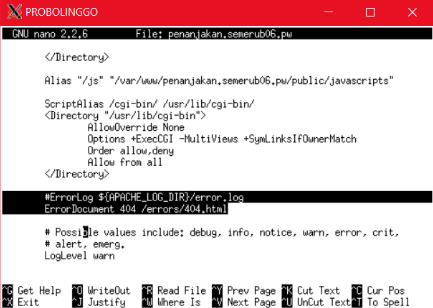 PROBOLINGGO
GNU nano 2.2.6 File: penanjakan.semerub06.pw
</Directory>
Alias "/js" "/var/www/penanjakan.semerub06.pw/public/javascripts"
ScriptAlias /cgi-bin/ /usr/lib/cgi-bin/
<Directory "/usr/lib/cgi-bin">
AllowOverride None
Options +ExecCGI -MultiViews +SymLinksIfOwnerMatch
Order allow,deny
Allow from all
</Directory>
#ErrorLog ${APACHE_LOG_DIR}/error.log
ErrorDocument 404 /errors/404.html
# Possible values include: debug, info, notice, warn, error, crit,
# alert, emerg.
LogLevel warn
^G Get Help ^O WriteOut ^R Read File ^Y Prev Page ^K Cut Text ^C Cur Pos
^X Exit ^J Justify ^W Where Is ^V Next Page ^U UnCut Text ^T To Spell